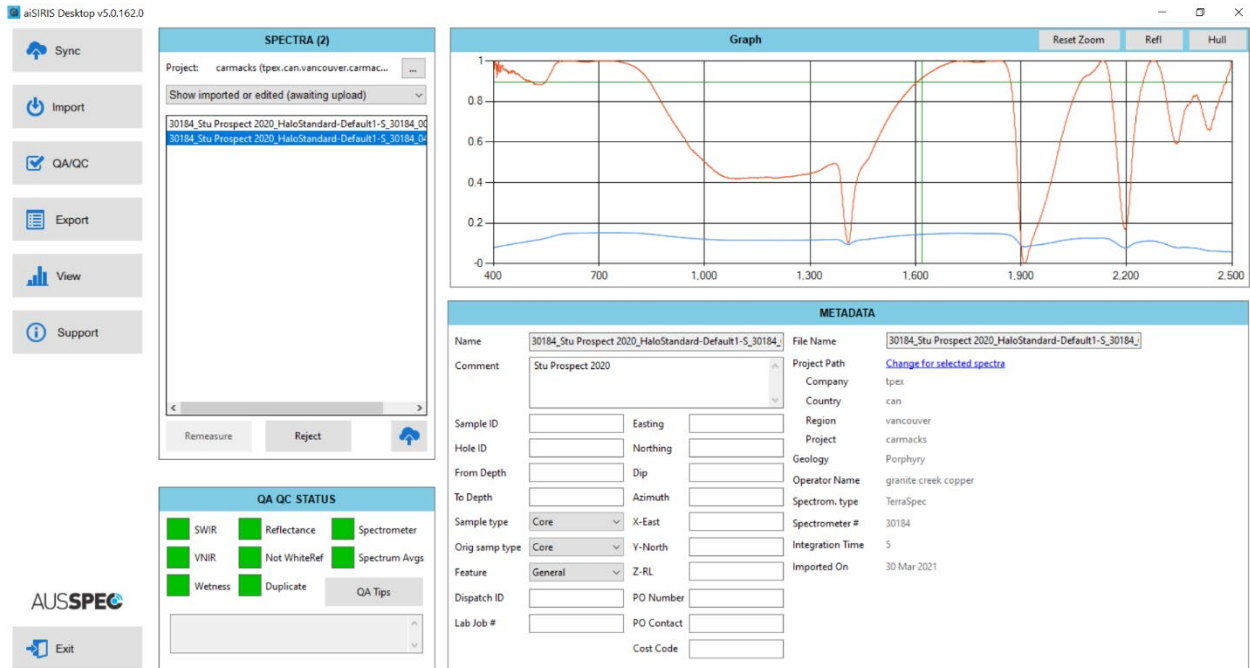 aiSIRIS Desktop v5.0.162.0
Sync
Import
QA/QC
Export
View
Support
AUSSPEC
Exit
SPECTRA (2)
Project: carmacks (tpex.can.vancouver.carmac... ...
Show imported or edited (awaiting upload)
30184_Stu Prospect 2020_HaloStandard-Default1-S_30184_00
30184_Stu Prospect 2020_HaloStandard-Default1-S_30184_04
Remeasure Reject
QA QC STATUS
SWIR Reflectance Spectrometer
VNIR Not WhiteRef Spectrum Avgs
Wetness Duplicate QA Tips
Graph Reset Zoom Refl Hull
1
0.8
0.6
0.4
0.2
-0
400 700 1,000 1,300 1,600 1,900 2,200 2,500
METADATA
Name 30184_Stu Prospect 2020_HaloStandard-Default1-S_30184_ File Name 30184_Stu Prospect 2020_HaloStandard-Default1-S_30184_
Comment Stu Prospect 2020 Project Path Change for selected spectra
Company tpex
Country can
Sample ID Easting Region vancouver
Hole ID Northing Project carmacks
From Depth Dip Geology Porphyry
To Depth Azimuth Operator Name granite creek copper
Sample type Core X-East Spectrom. type TerraSpec
Orig samp type Core Y-North Spectrometer # 30184
Feature General Z-RL Integration Time 5
Dispatch ID PO Number Imported On 30 Mar 2021
Lab Job # PO Contact
Cost Code